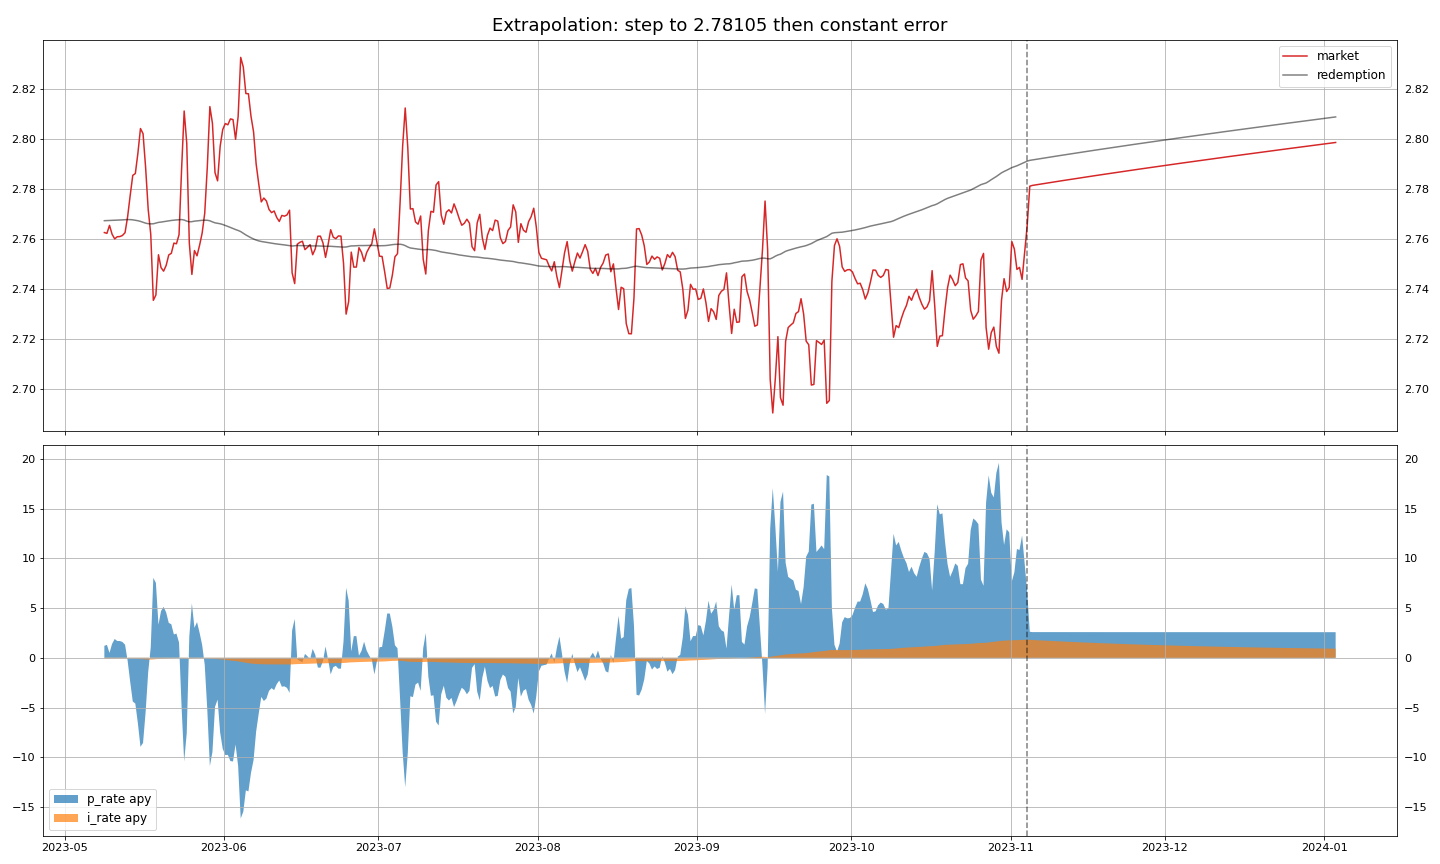 Extrapolation: step to 2.78105 then constant error
market
redemption
2.82 2.82
2.80 2.80
2.78 2.78
2.76 2.76
2.74 2.74
2.72 2.72
2.70 2.70
20 20
15 15
10 10
5 5
0 0
−5 −5
−10 −10
−15 −15
p_rate apy
i_rate apy
2023-05 2023-06 2023-07 2023-08 2023-09 2023-10 2023-11 2023-12 2024-01